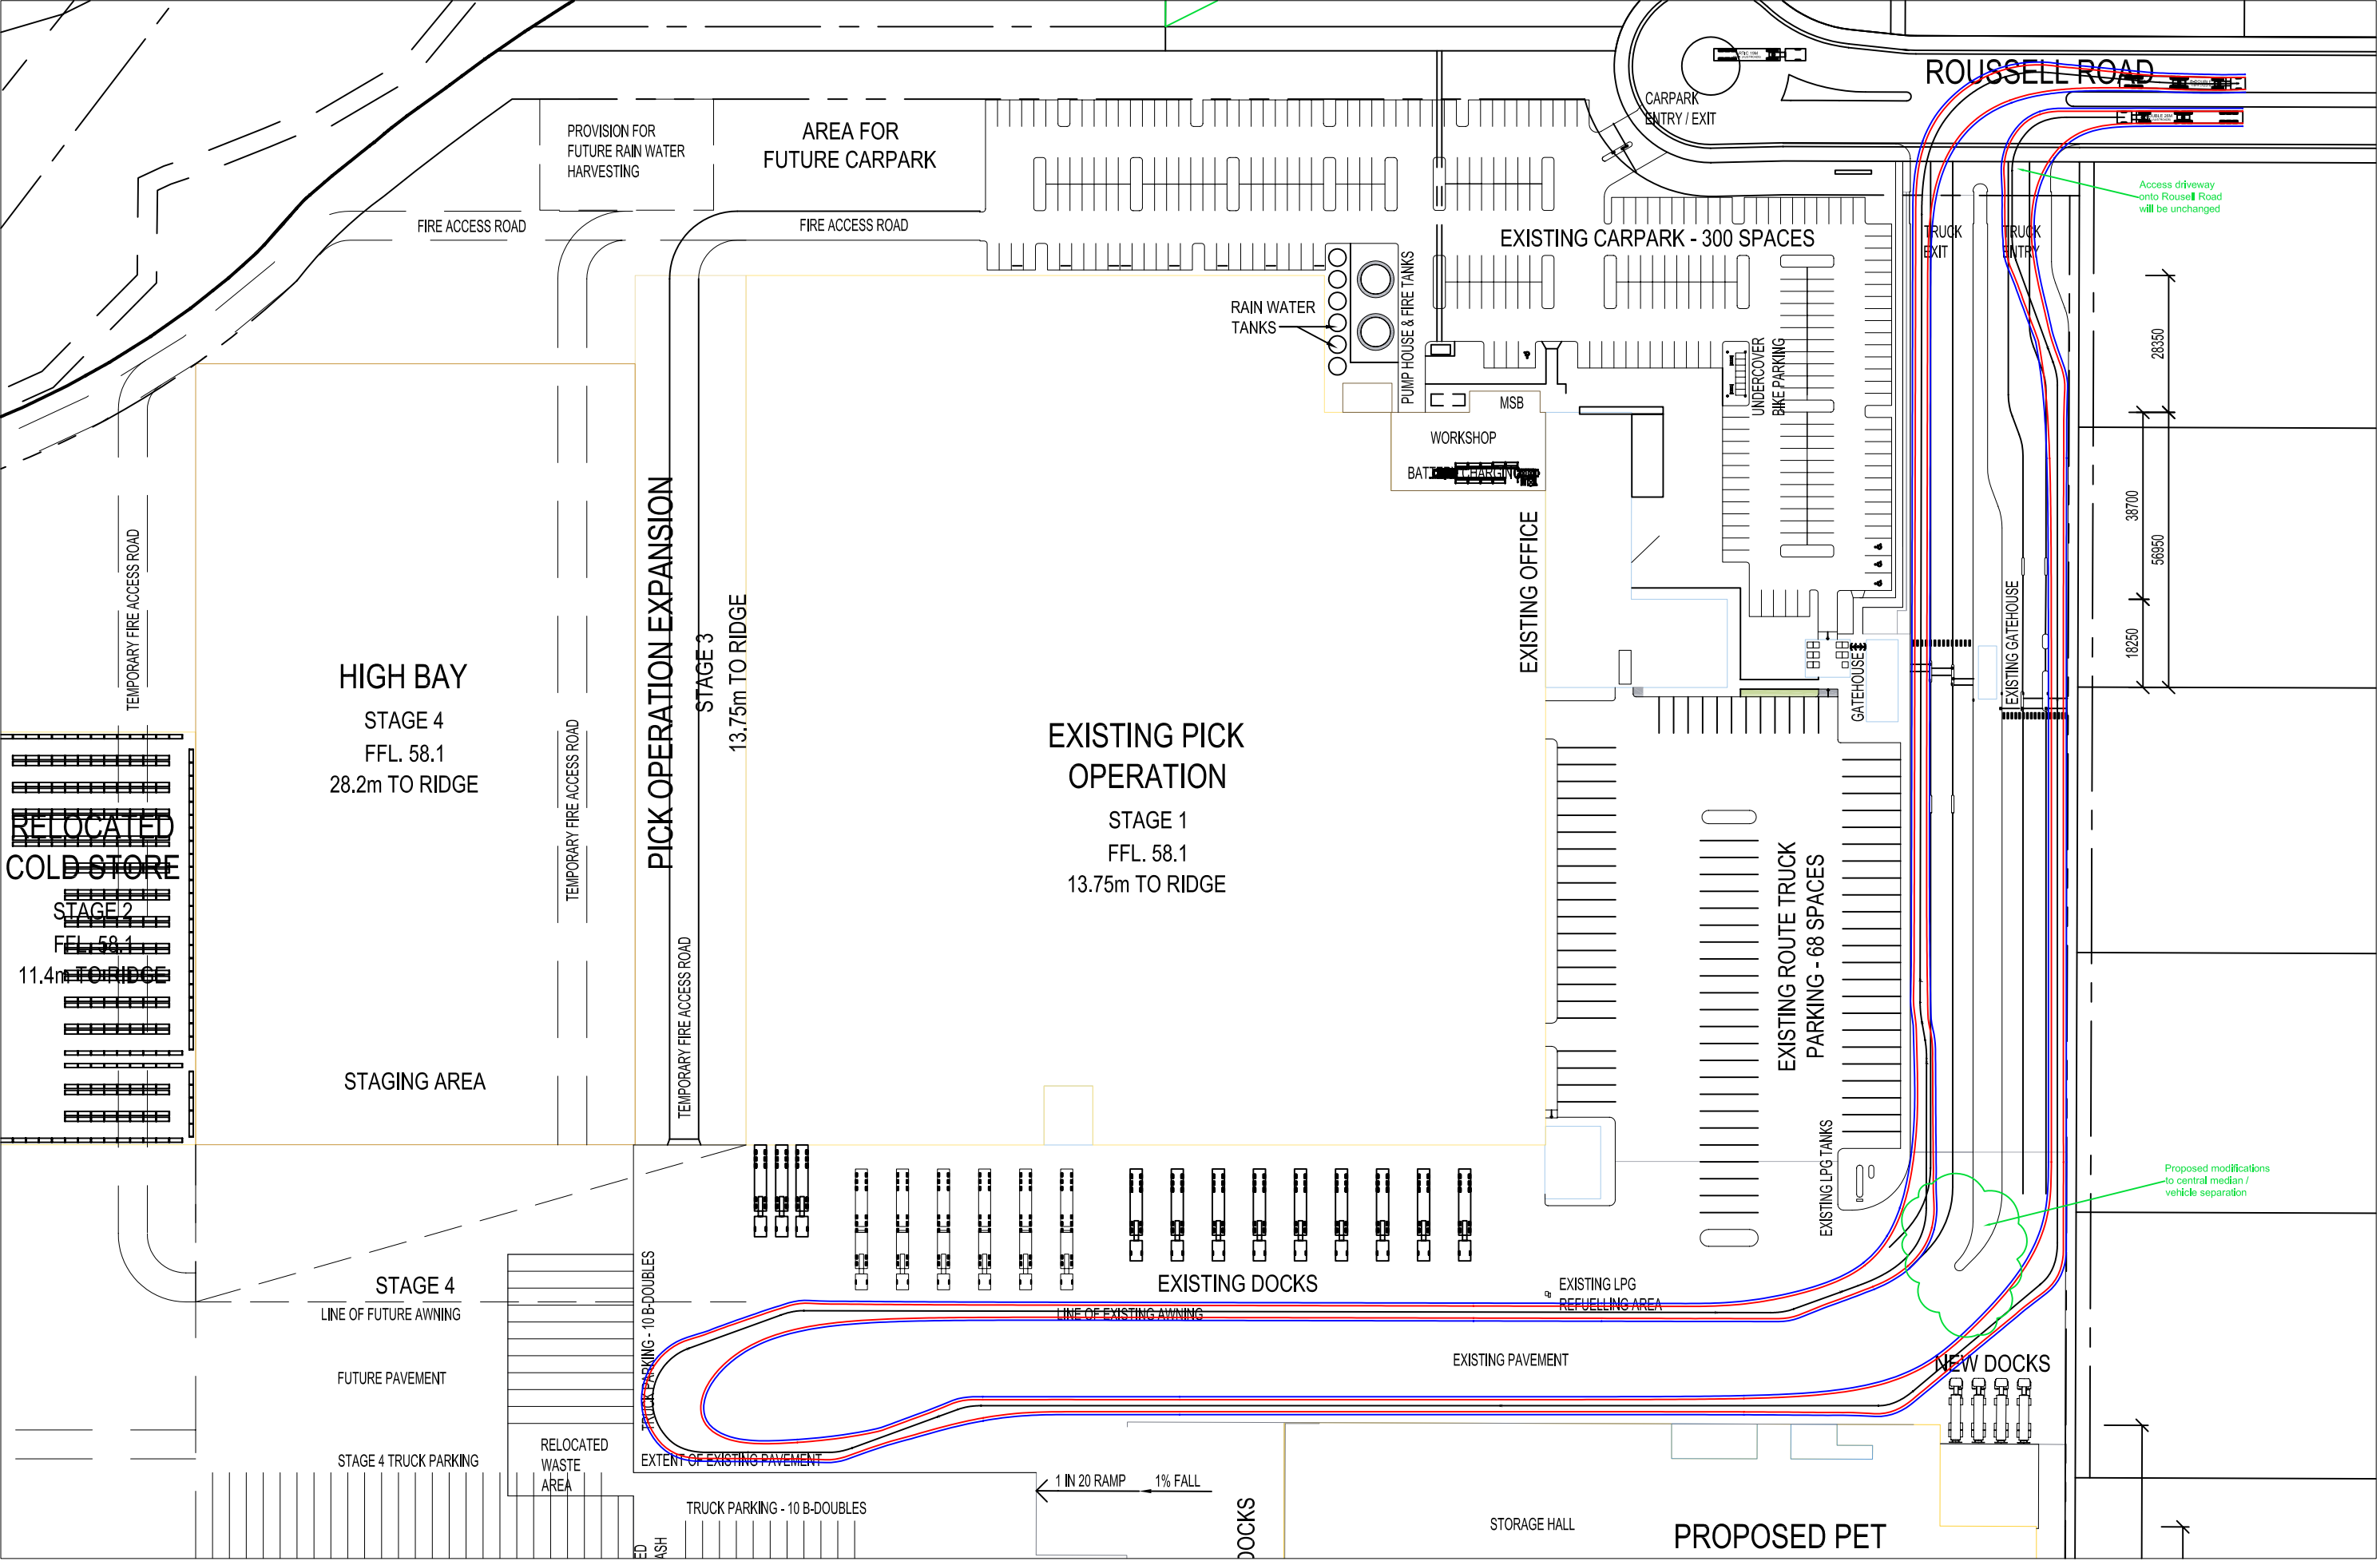 ROUSSELL ROAD
CARPARK
ENTRY / EXIT
PROVISION FOR
FUTURE RAIN WATER
HARVESTING
AREA FOR
FUTURE CARPARK
Access driveway
onto Rousell Road
will be unchanged
FIRE ACCESS ROAD
FIRE ACCESS ROAD
EXISTING CARPARK - 300 SPACES
TRUCK
EXIT
TRUCK
ENTRY
RAIN WATER
TANKS
PUMP HOUSE & FIRE TANKS
UNDERCOVER
BIKE PARKING
28350
MSB
WORKSHOP
BATTERY CHARGING
38700
56950
18250
EXISTING OFFICE
EXISTING GATEHOUSE
GATEHOUSE
TEMPORARY FIRE ACCESS ROAD
HIGH BAY
STAGE 4
FFL. 58.1
28.2m TO RIDGE
TEMPORARY FIRE ACCESS ROAD
PICK OPERATION EXPANSION
STAGE 3
13.75m TO RIDGE
EXISTING PICK
OPERATION
STAGE 1
FFL. 58.1
13.75m TO RIDGE
RELOCATED
COLD STORE
STAGE 2
FFL. 58.1
11.4m TO RIDGE
EXISTING ROUTE TRUCK
PARKING - 68 SPACES
TEMPORARY FIRE ACCESS ROAD
STAGING AREA
EXISTING LPG TANKS
Proposed modifications
to central median /
vehicle separation
STAGE 4
LINE OF FUTURE AWNING
TRUCK PARKING - 10 B-DOUBLES
EXISTING DOCKS
LINE OF EXISTING AWNING
EXISTING LPG
REFUELLING AREA
FUTURE PAVEMENT
EXISTING PAVEMENT
NEW DOCKS
STAGE 4 TRUCK PARKING
RELOCATED
WASTE
AREA
EXTENT OF EXISTING PAVEMENT
1 IN 20 RAMP
1% FALL
TRUCK PARKING - 10 B-DOUBLES
DOCKS
STORAGE HALL
PROPOSED PET